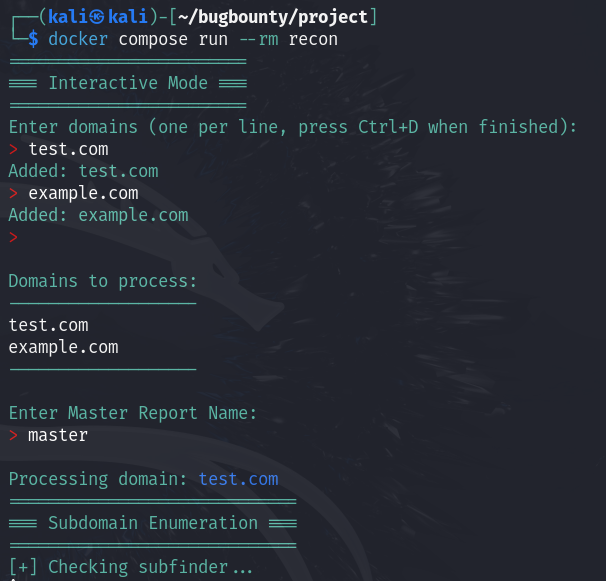 ┌──(kali㉿kali)-[~/bugbounty/project]
└─$ docker compose run --rm recon
========================
=== Interactive Mode ===
========================
Enter domains (one per line, press Ctrl+D when finished):
> test.com
Added: test.com
> example.com
Added: example.com
>
Domains to process:
-------------------
test.com
example.com
-------------------
Enter Master Report Name:
> master
Processing domain: test.com
=============================
=== Subdomain Enumeration ===
=============================
[+] Checking subfinder...